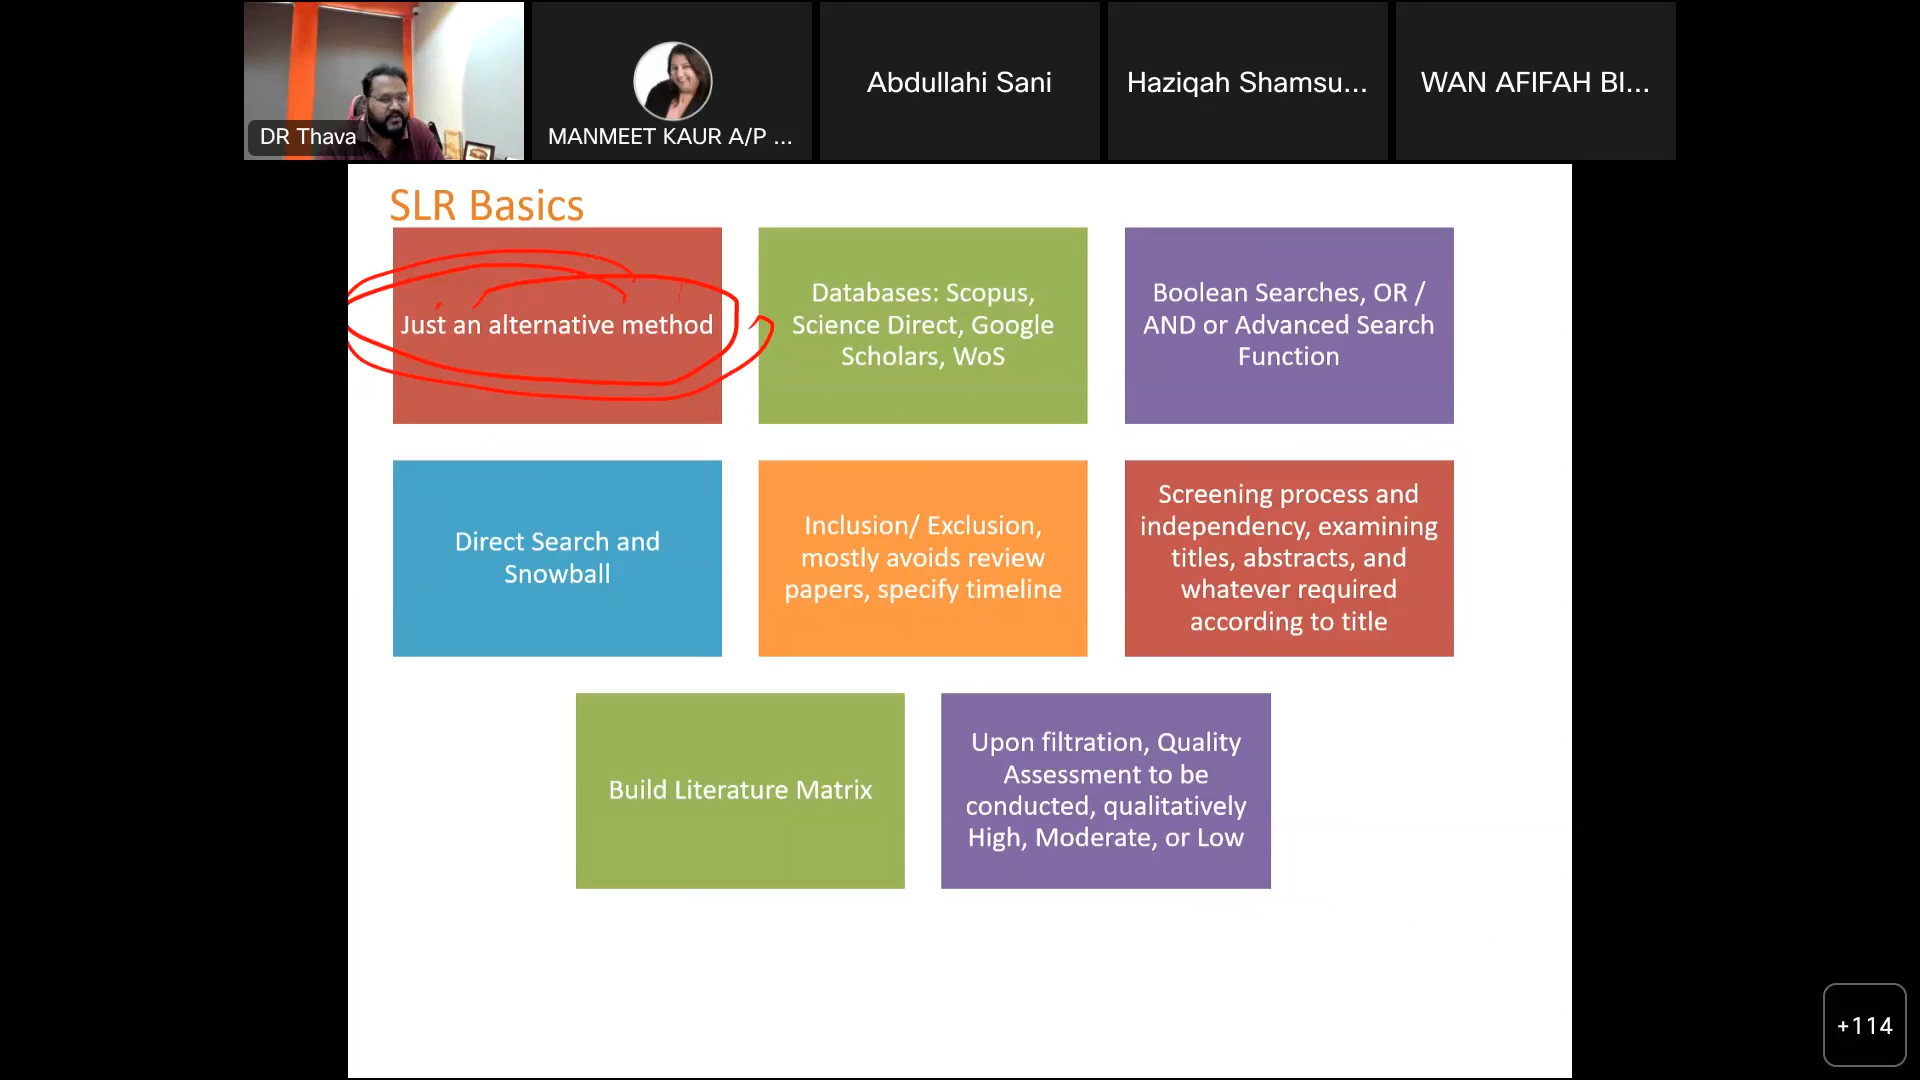 DR Thava
MANMEET KAUR A/P ...
Abdullahi Sani
Haziqah Shamsu...
WAN AFIFAH BI...
SLR Basics
Just an alternative method
Databases: Scopus,
Science Direct, Google
Scholars, WoS
Boolean Searches, OR /
AND or Advanced Search
Function
Direct Search and
Snowball
Inclusion/ Exclusion,
mostly avoids review
papers, specify timeline
Screening process and
independency, examining
titles, abstracts, and
whatever required
according to title
Build Literature Matrix
Upon filtration, Quality
Assessment to be
conducted, qualitatively
High, Moderate, or Low
+114